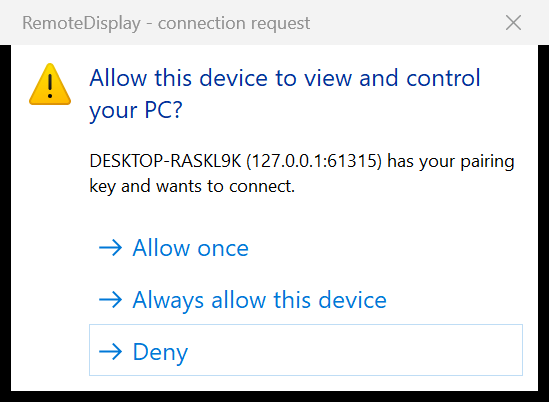 RemoteDisplay - connection request
Allow this device to view and control
your PC?
DESKTOP-RASKL9K (127.0.0.1:61315) has your pairing
key and wants to connect.
Allow once
Always allow this device
Deny